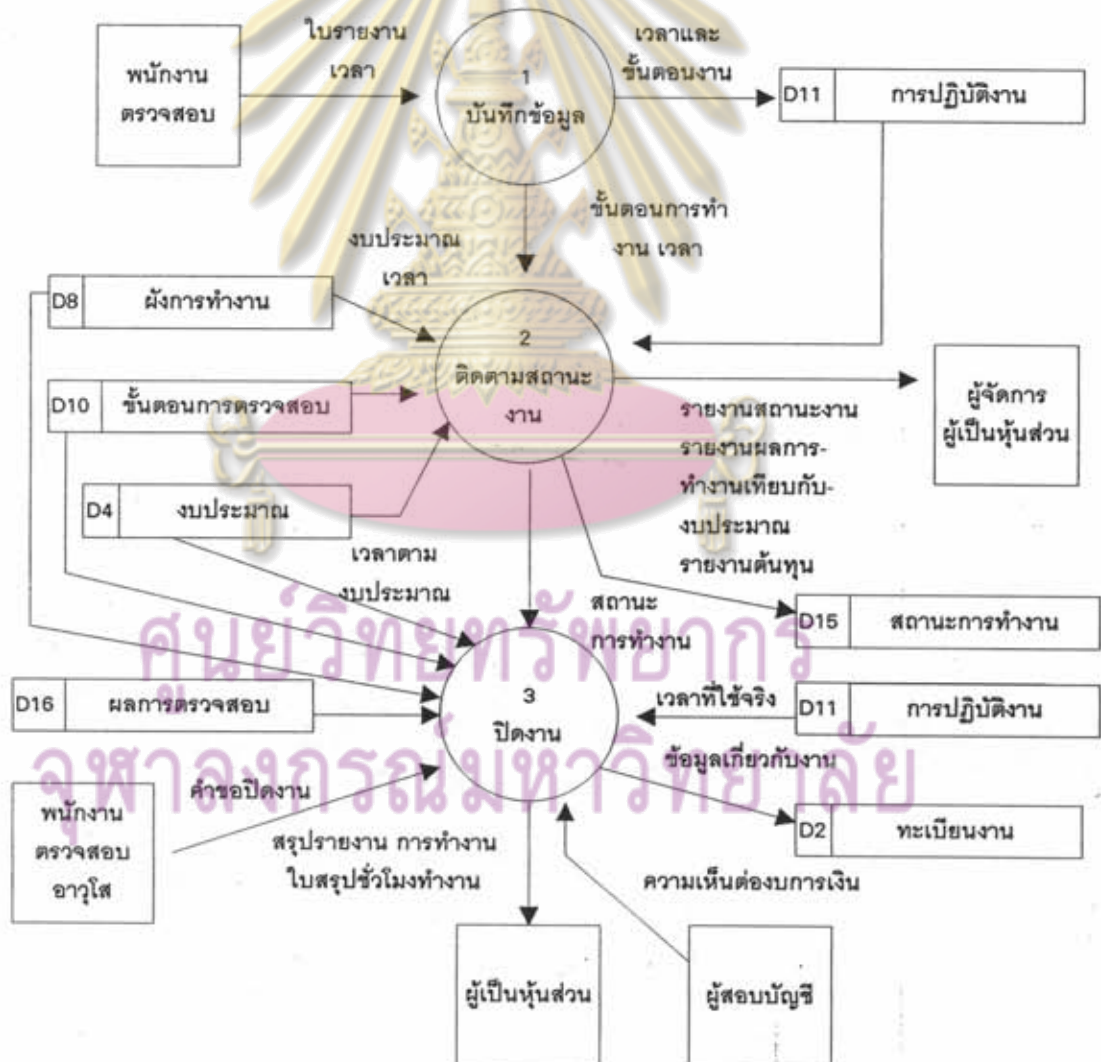 พนักงาน
ตรวจสอบ
ใบรายงาน
เวลา
1
บันทึกข้อมูล
เวลาและ
ขั้นตอนงาน
D11 การปฏิบัติงาน
ขั้นตอนการทำ
งาน เวลา
งบประมาณ
เวลา
D8 ผังการทำงาน
2
ติดตามสถานะ
งาน
D10 ขั้นตอนการตรวจสอบ
ผู้จัดการ
ผู้เป็นหุ้นส่วน
รายงานสถานะงาน
รายงานผลการ-
ทำงานเทียบกับ-
งบประมาณ
รายงานต้นทุน
D4 งบประมาณ
เวลาตาม
งบประมาณ
สถานะ
การทำงาน
D15 สถานะการทำงาน
ศูนย์วิทยทรัพยากร
D16 ผลการตรวจสอบ
3
ปิดงาน
เวลาที่ใช้จริง
D11 การปฏิบัติงาน
จุฬาลงกรณ์มหาวิทยาลัย
ข้อมูลเกี่ยวกับงาน
D2 ทะเบียนงาน
พนักงาน
ตรวจสอบ
อาวุโส
คำขอปิดงาน
สรุปรายงาน การทำงาน
ใบสรุปชั่วโมงทำงาน
ความเห็นต่องบการเงิน
ผู้เป็นหุ้นส่วน
ผู้สอบบัญชี